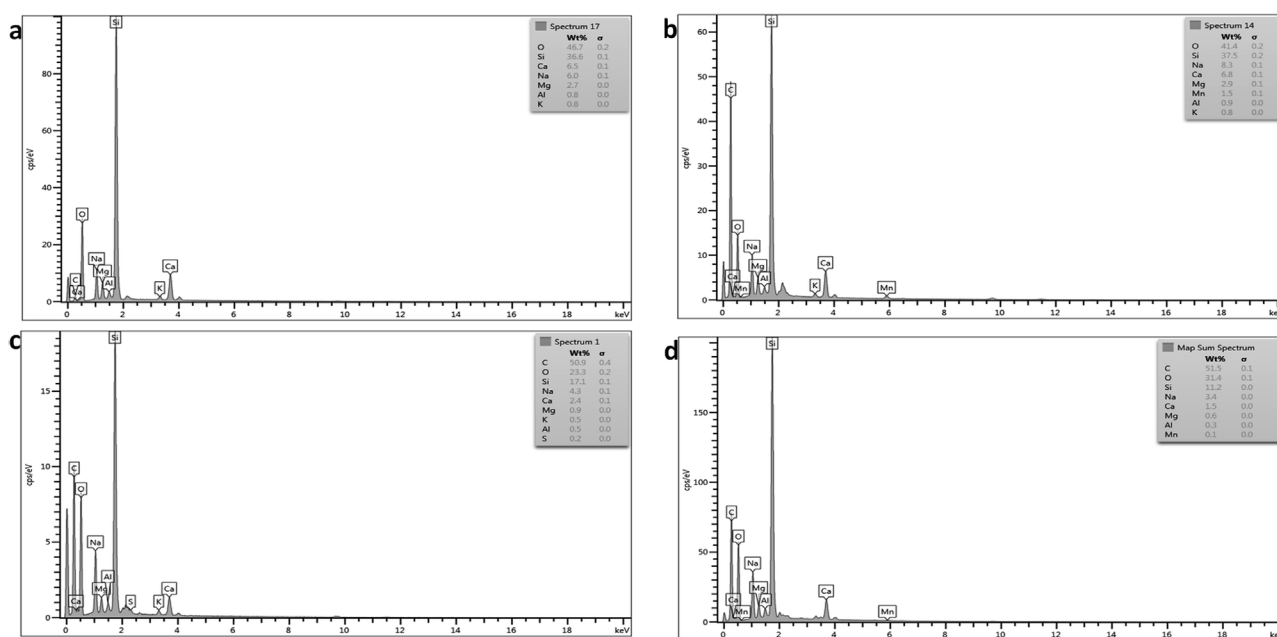 a
Spectrum 17
Wt% σ
O 46.7 0.2
Si 36.6 0.1
Ca 6.5 0.1
Na 6.0 0.1
Mg 2.7 0.0
Al 0.8 0.0
K 0.8 0.0
Si
O
Na
Mg
Al
C
Ca
K
Ca
cps/eV
80
60
40
20
0
0 2 4 6 8 10 12 14 16 18 keV
b
Spectrum 14
Wt% σ
O 41.4 0.2
Si 37.5 0.2
Na 8.3 0.1
Ca 6.8 0.1
Mg 2.9 0.1
Mn 1.5 0.1
Al 0.9 0.0
K 0.8 0.0
Si
C
O
Na
Mg
Al
Ca
Mn
K
Ca
Mn
cps/eV
60
50
40
30
20
10
0
0 2 4 6 8 10 12 14 16 18 ke
c
Spectrum 1
Wt% σ
C 50.9 0.4
O 23.3 0.2
Si 17.1 0.1
Na 4.3 0.1
Ca 2.4 0.1
Mg 0.9 0.0
K 0.5 0.0
Al 0.5 0.0
S 0.2 0.0
Si
C
O
Na
Al
Mg
Ca
S
K
Ca
cps/eV
15
10
5
0
0 2 4 6 8 10 12 14 16 18 keV
d
Map Sum Spectrum
Wt% σ
C 51.5 0.1
O 31.4 0.1
Si 11.2 0.0
Na 3.4 0.0
Ca 1.5 0.0
Mg 0.6 0.0
Al 0.3 0.0
Mn 0.1 0.0
Si
C
O
Na
Mg
Al
Ca
Mn
Ca
Mn
cps/eV
150
100
50
0
0 2 4 6 8 10 12 14 16 18 ke